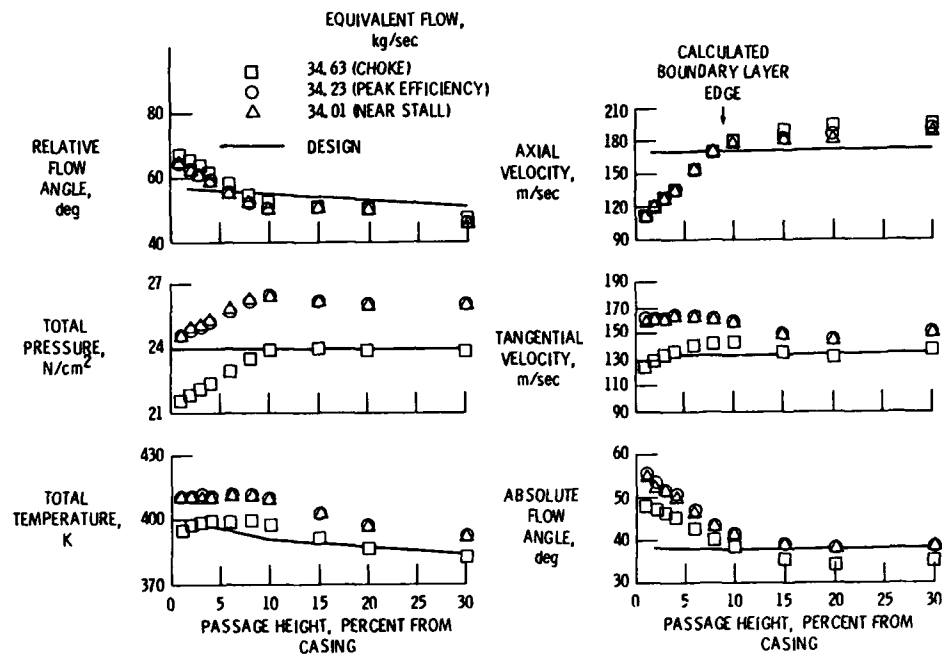 EQUIVALENT FLOW,
kg/sec
34.63 (CHOKE)
34.23 (PEAK EFFICIENCY)
34.01 (NEAR STALL)
DESIGN
RELATIVE
FLOW
ANGLE,
deg
80
60
40
CALCULATED
BOUNDARY LAYER
EDGE
AXIAL
VELOCITY,
m/sec
210
180
150
120
90
TOTAL
PRESSURE,
N/cm2
27
24
21
TANGENTIAL
VELOCITY,
m/sec
190
170
150
130
110
90
TOTAL
TEMPERATURE,
K
430
400
370
0 5 10 15 20 25 30
PASSAGE HEIGHT, PERCENT FROM
CASING
ABSOLUTE
FLOW
ANGLE,
deg
60
50
40
30
0 5 10 15 20 25 30
PASSAGE HEIGHT, PERCENT FROM
CASING